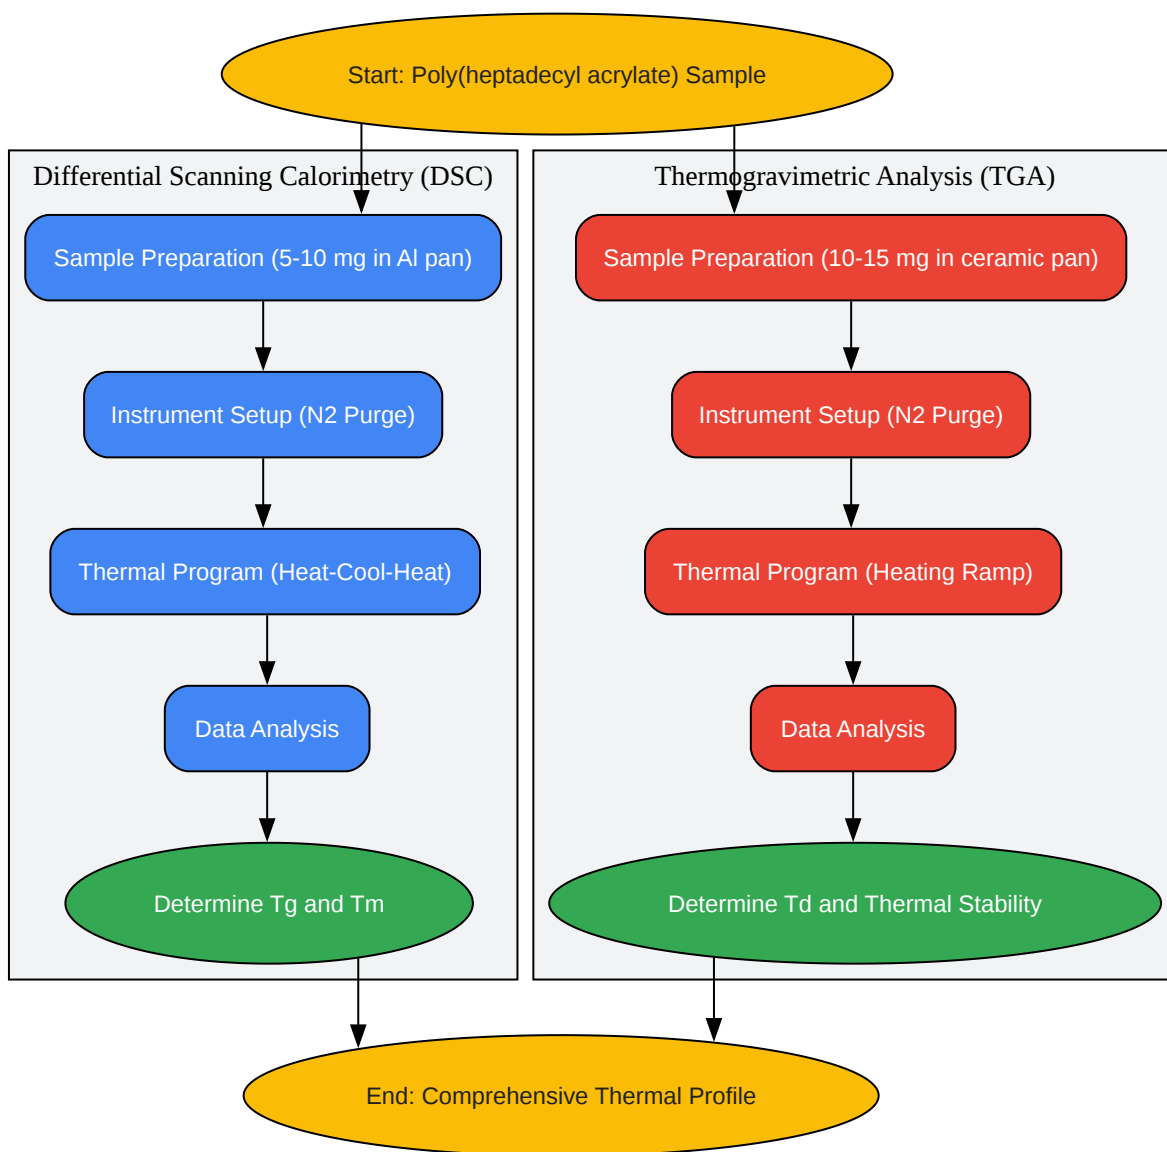 Start: Poly(heptadecyl acrylate) Sample
Differential Scanning Calorimetry (DSC)
Sample Preparation (5-10 mg in Al pan)
Instrument Setup (N2 Purge)
Thermal Program (Heat-Cool-Heat)
Data Analysis
Determine Tg and Tm
Thermogravimetric Analysis (TGA)
Sample Preparation (10-15 mg in ceramic pan)
Instrument Setup (N2 Purge)
Thermal Program (Heating Ramp)
Data Analysis
Determine Td and Thermal Stability
End: Comprehensive Thermal Profile